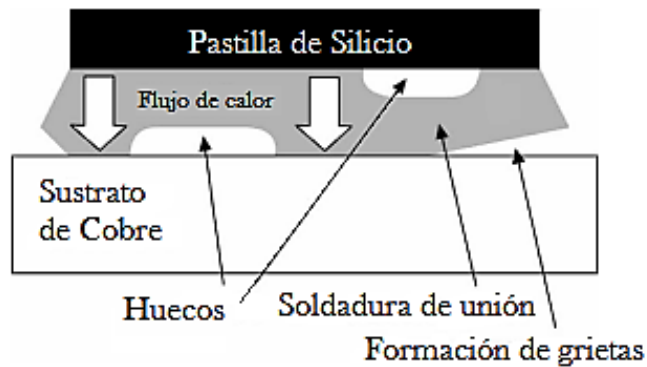 Pastilla de Silicio
Flujo de calor
Sustrato
de Cobre
Huecos
Soldadura de unión
Formación de grietas